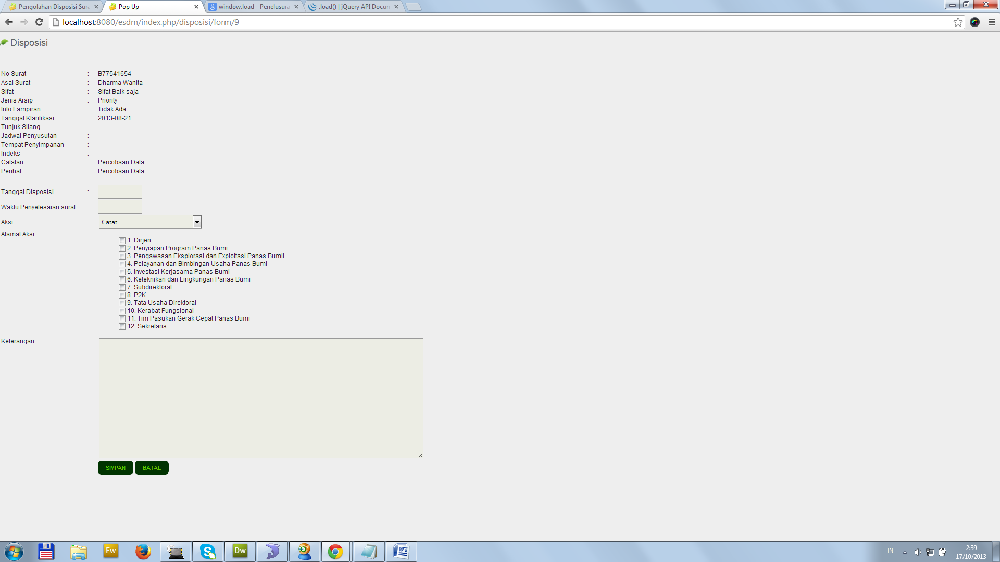 Pengolahan Disposisi Sura
Pop Up
window.load - Penelusura
.load() | jQuery API Docum
localhost:8080/esdm/index.php/disposisi/form/9
Disposisi
No Surat : B77541654
Asal Surat : Dharma Wanita
Sifat : Sifat Baik saja
Jenis Arsip : Priority
Info Lampiran : Tidak Ada
Tanggal Klarifikasi : 2013-08-21
Tunjuk Silang
Jadwal Penyusutan :
Tempat Penyimpanan :
Indeks :
Catatan : Percobaan Data
Perihal : Percobaan Data
Tanggal Disposisi :
Waktu Penyelesaian surat :
Aksi : Catat
Alamat Aksi :
1. Dirjen
2. Penyiapan Program Panas Bumi
3. Pengawasan Eksplorasi dan Exploitasi Panas Bumii
4. Pelayanan dan Bimbingan Usaha Panas Bumi
5. Investasi Kerjasama Panas Bumi
6. Keteknikan dan Lingkungan Panas Bumi
7. Subdirektoral
8. P2K
9. Tata Usaha Direktoral
10. Kerabat Fungsional
11. Tim Pasukan Gerak Cepat Panas Bumi
12. Sekretaris
Keterangan :
SIMPAN BATAL
Fw
Dw
IN
2:39
17/10/2013